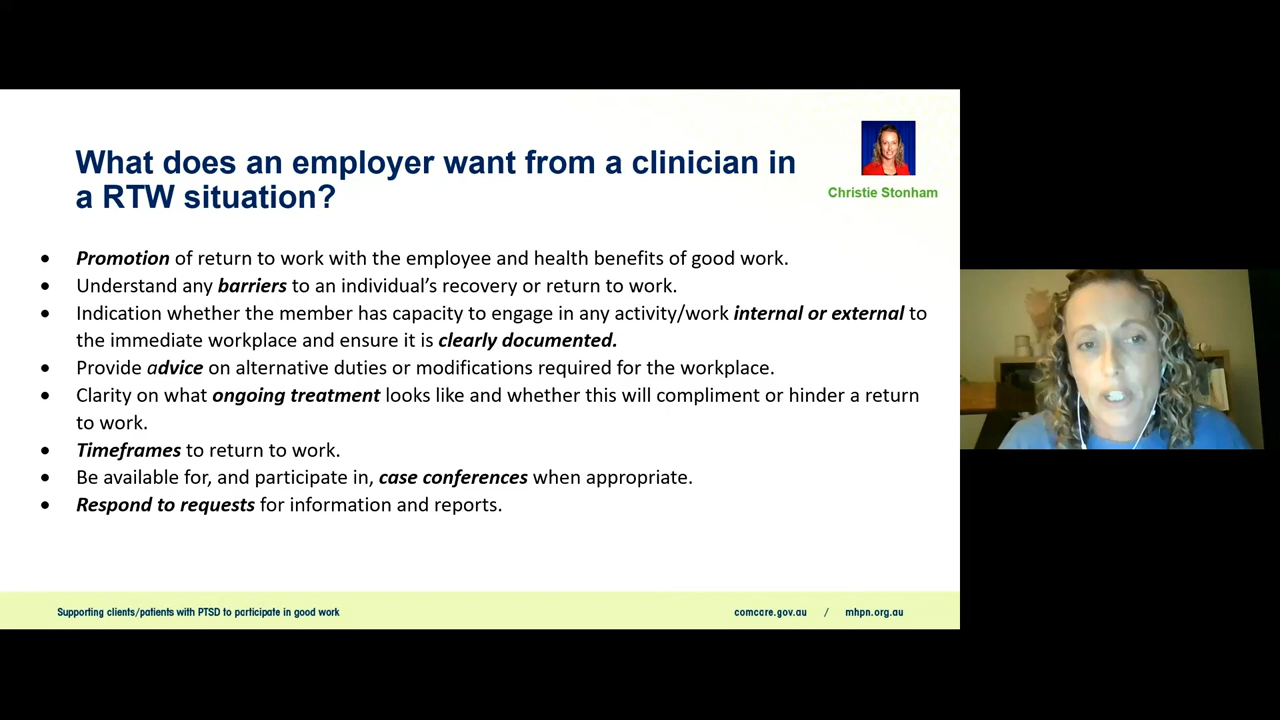 What does an employer want from a clinician in
a RTW situation?
Christie Stonham
• Promotion of return to work with the employee and health benefits of good work.
• Understand any barriers to an individual’s recovery or return to work.
• Indication whether the member has capacity to engage in any activity/work internal or external to
the immediate workplace and ensure it is clearly documented.
• Provide advice on alternative duties or modifications required for the workplace.
• Clarity on what ongoing treatment looks like and whether this will compliment or hinder a return
to work.
• Timeframes to return to work.
• Be available for, and participate in, case conferences when appropriate.
• Respond to requests for information and reports.
Supporting clients/patients with PTSD to participate in good work
comcare.gov.au / mhpn.org.au